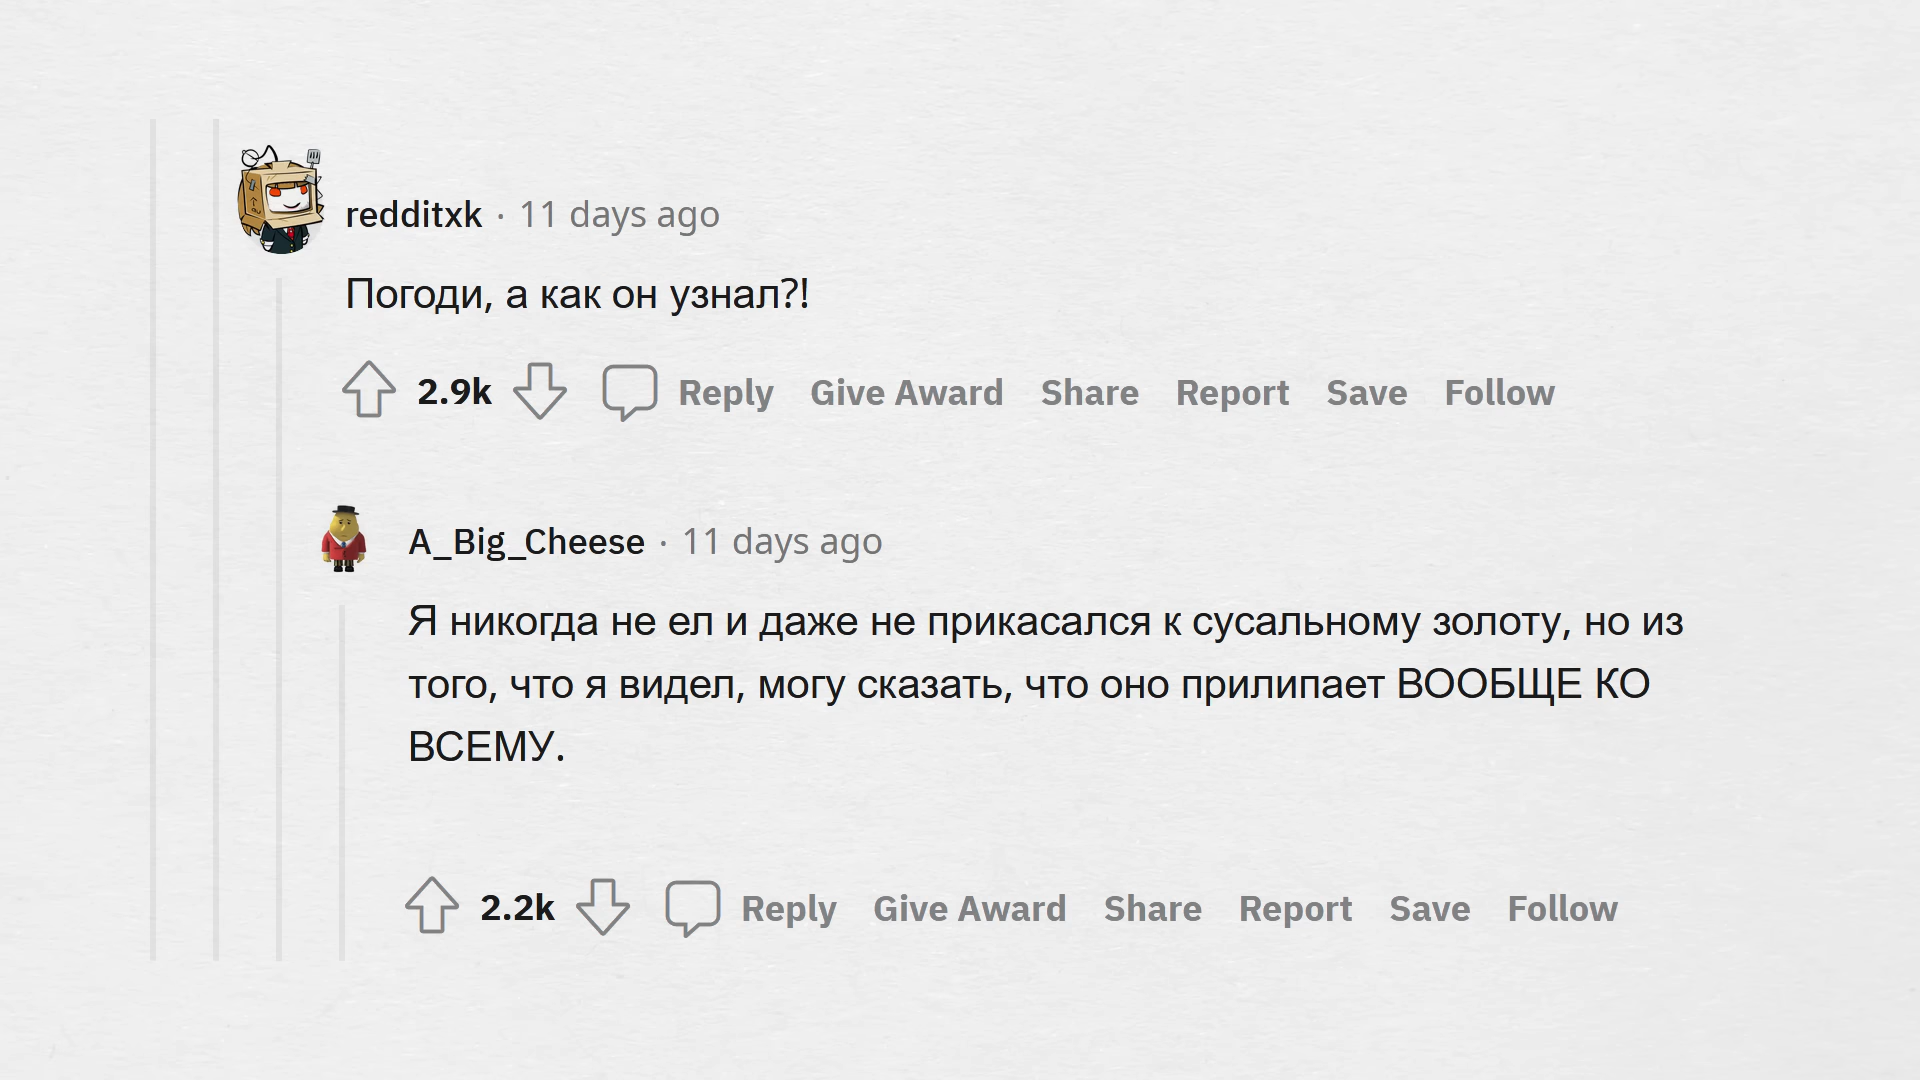 redditxk · 11 days ago
Погоди, а как он узнал?!
2.9k Reply Give Award Share Report Save Follow
A_Big_Cheese · 11 days ago
Я никогда не ел и даже не прикасался к сусальному золоту, но из
того, что я видел, могу сказать, что оно прилипает ВООБЩЕ КО
ВСЕМУ.
2.2k Reply Give Award Share Report Save Follow